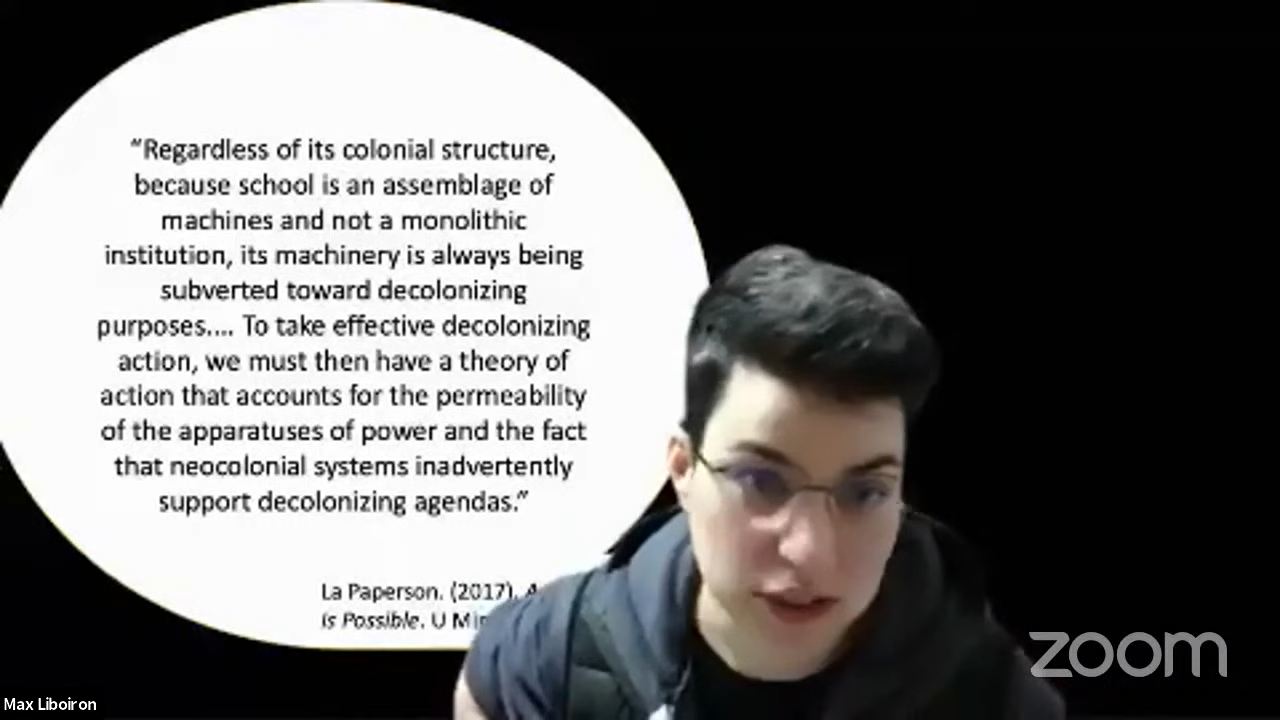 “Regardless of its colonial structure,
because school is an assemblage of
machines and not a monolithic
institution, its machinery is always being
subverted toward decolonizing
purposes.... To take effective decolonizing
action, we must then have a theory of
action that accounts for the permeability
of the apparatuses of power and the fact
that neocolonial systems inadvertently
support decolonizing agendas.”
La Paperson. (2017). A
Is Possible. U
zoom
Max Liboiron